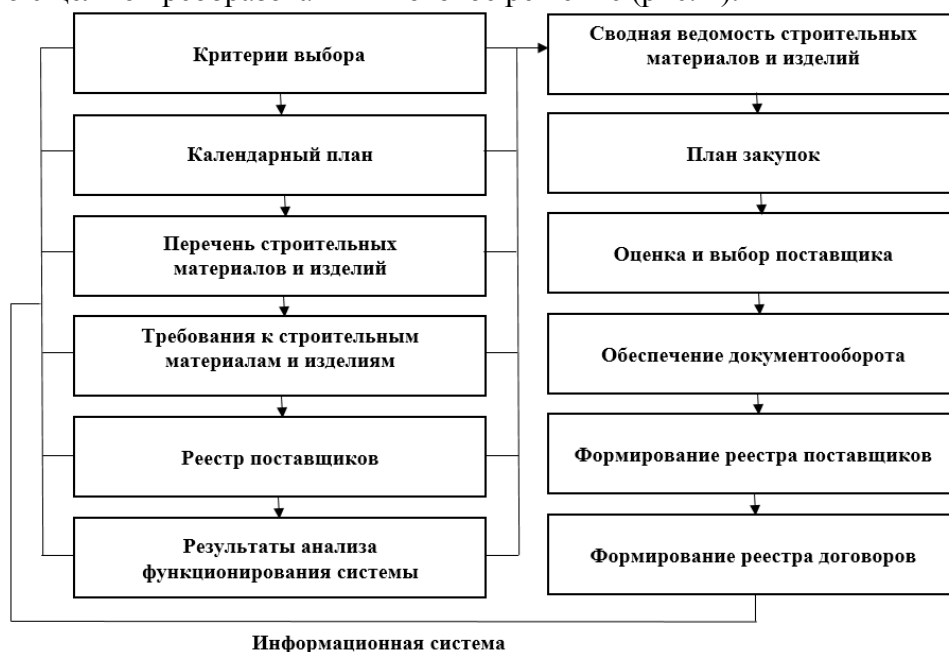 Критерии выбора
Календарный план
Перечень строительных
материалов и изделий
Требования к строительным
материалам и изделиям
Реестр поставщиков
Результаты анализа
функционирования системы
Сводная ведомость строительных
материалов и изделий
План закупок
Оценка и выбор поставщика
Обеспечение документооборота
Формирование реестра поставщиков
Формирование реестра договоров
Информационная система